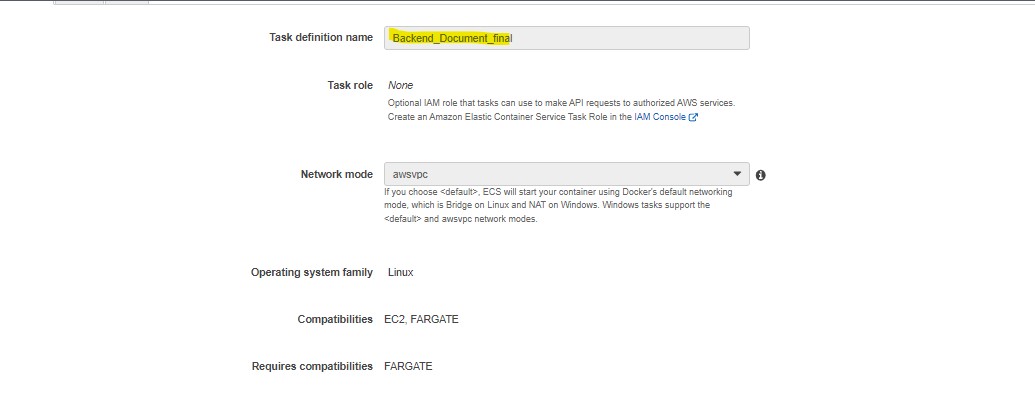 Task definition name Backend_Document_final
Task role None
Optional IAM role that tasks can use to make API requests to authorized AWS services.
Create an Amazon Elastic Container Service Task Role in the IAM Console
Network mode awsvpc
If you choose <default>, ECS will start your container using Docker's default networking
mode, which is Bridge on Linux and NAT on Windows. Windows tasks support the
<default> and awsvpc network modes.
Operating system family Linux
Compatibilities EC2, FARGATE
Requires compatibilities FARGATE